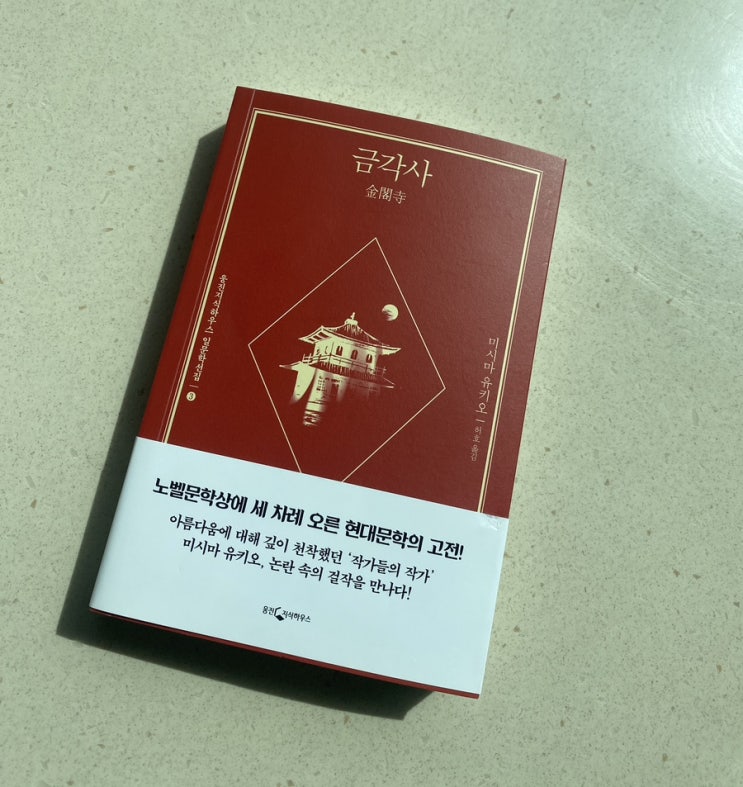 금각사
金閣寺
웅진지식하우스 일문학선집 3
미시마 유키오 | 허호 옮김
노벨문학상에 세 차례 오른 현대문학의 고전!
아름다움에 대해 깊이 천착했던 '작가들의 작가'
미시마 유키오, 논란 속의 걸작을 만나다!
웅진 지식하우스